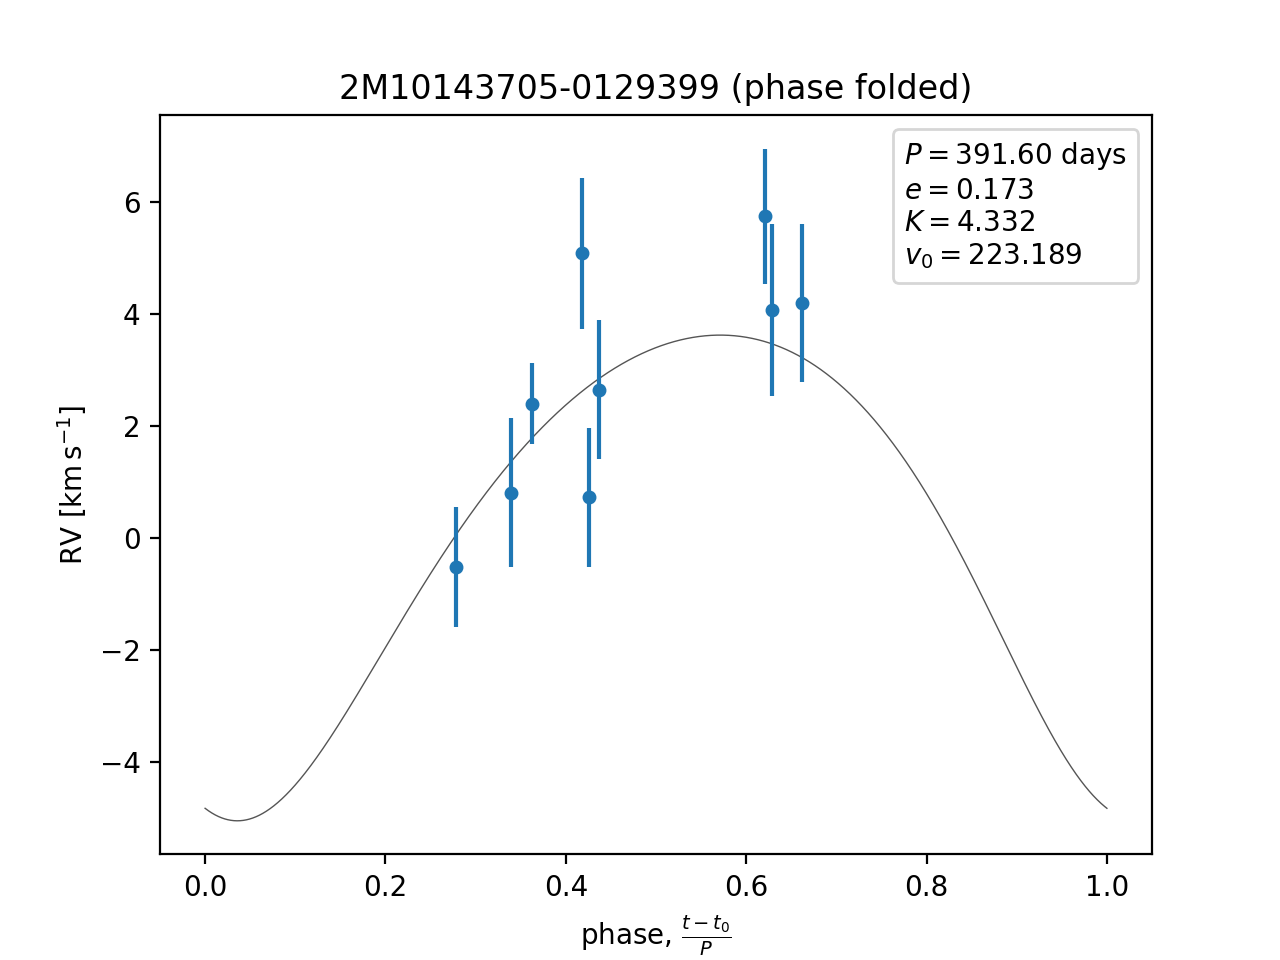 2M10143705-0129399 (phase folded)
P = 391.60 days
e = 0.173
K = 4.332
v₀ = 223.189
RV [km s⁻¹]
6
4
2
0
−2
−4
0.0 0.2 0.4 0.6 0.8 1.0
phase, (t − t₀)/P